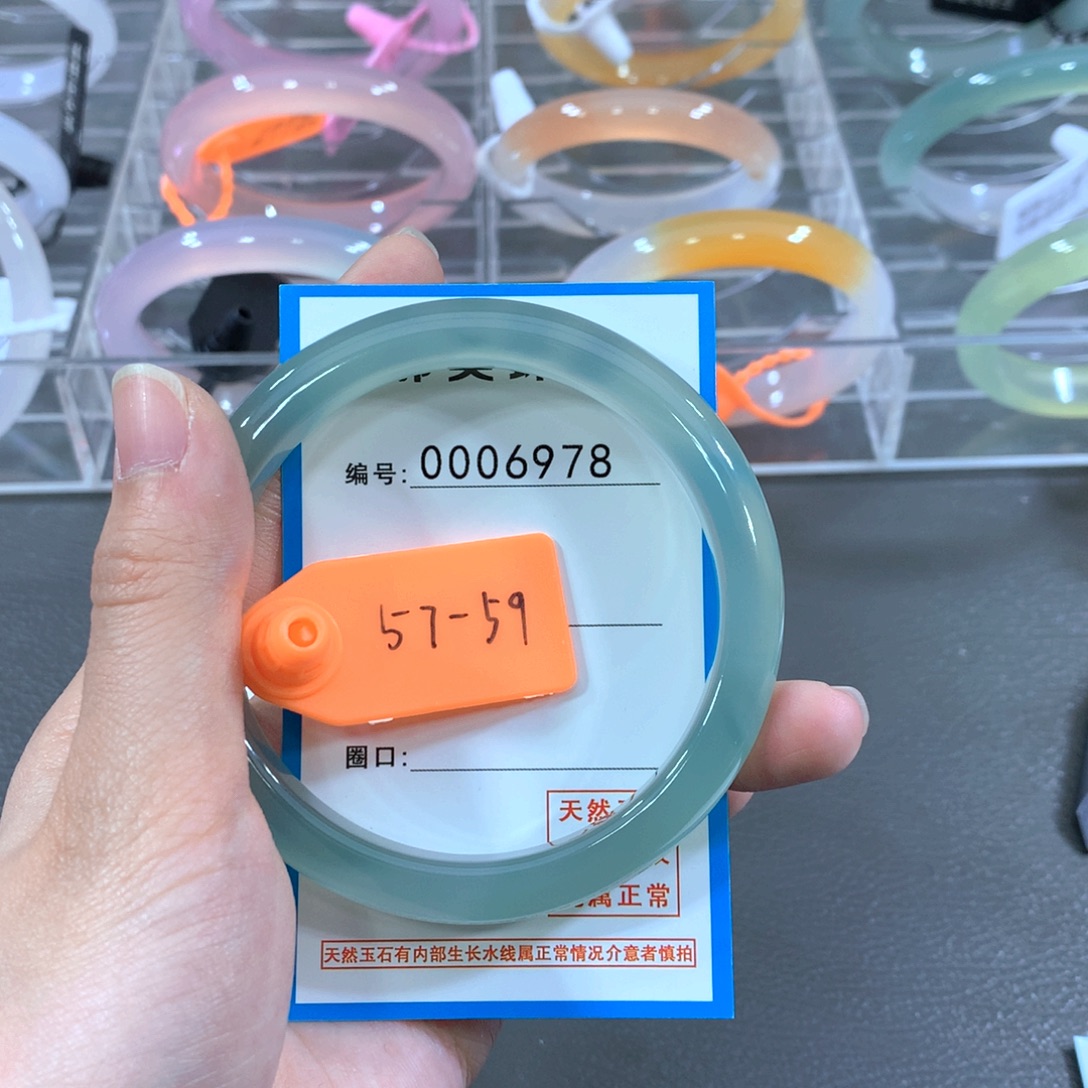 编号: 0006978
57-59
圈口:
天然
属正常
天然玉石有内部生长水线属正常情况介意者慎拍